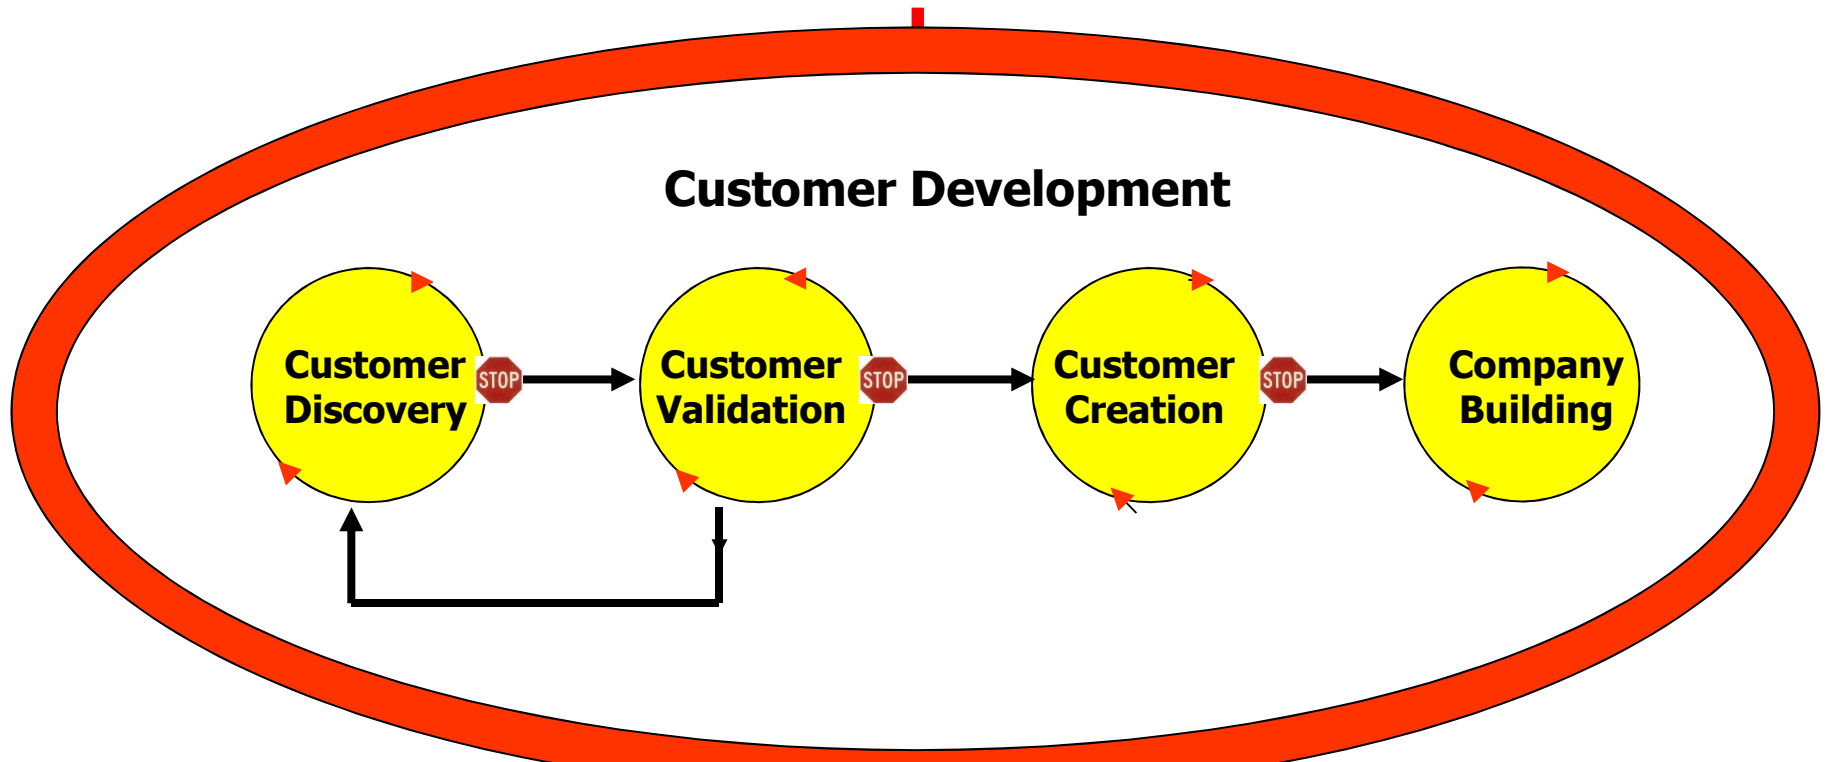 Customer Development
Customer
Discovery
STOP
Customer
Validation
STOP
Customer
Creation
STOP
Company
Building